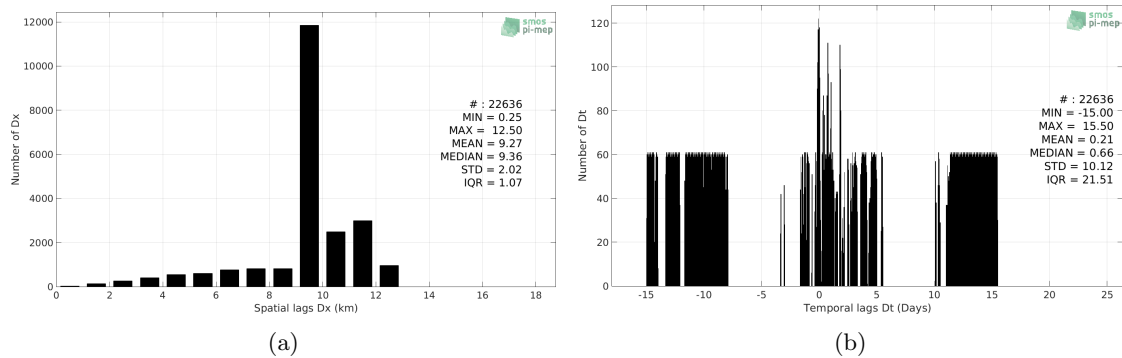 12000
10000
8000
6000
4000
2000
0
Number of Dx
0 2 4 6 8 10 12 14 16 18
Spatial lags Dx (km)
smos
pi-mep
# : 22636
MIN = 0.25
MAX = 12.50
MEAN = 9.27
MEDIAN = 9.36
STD = 2.02
IQR = 1.07
(a)
120
100
80
60
40
20
0
Number of Dt
-15 -10 -5 0 5 10 15 20 25
Temporal lags Dt (Days)
smos
pi-mep
# : 22636
MIN = -15.00
MAX = 15.50
MEAN = 0.21
MEDIAN = 0.66
STD = 10.12
IQR = 21.51
(b)